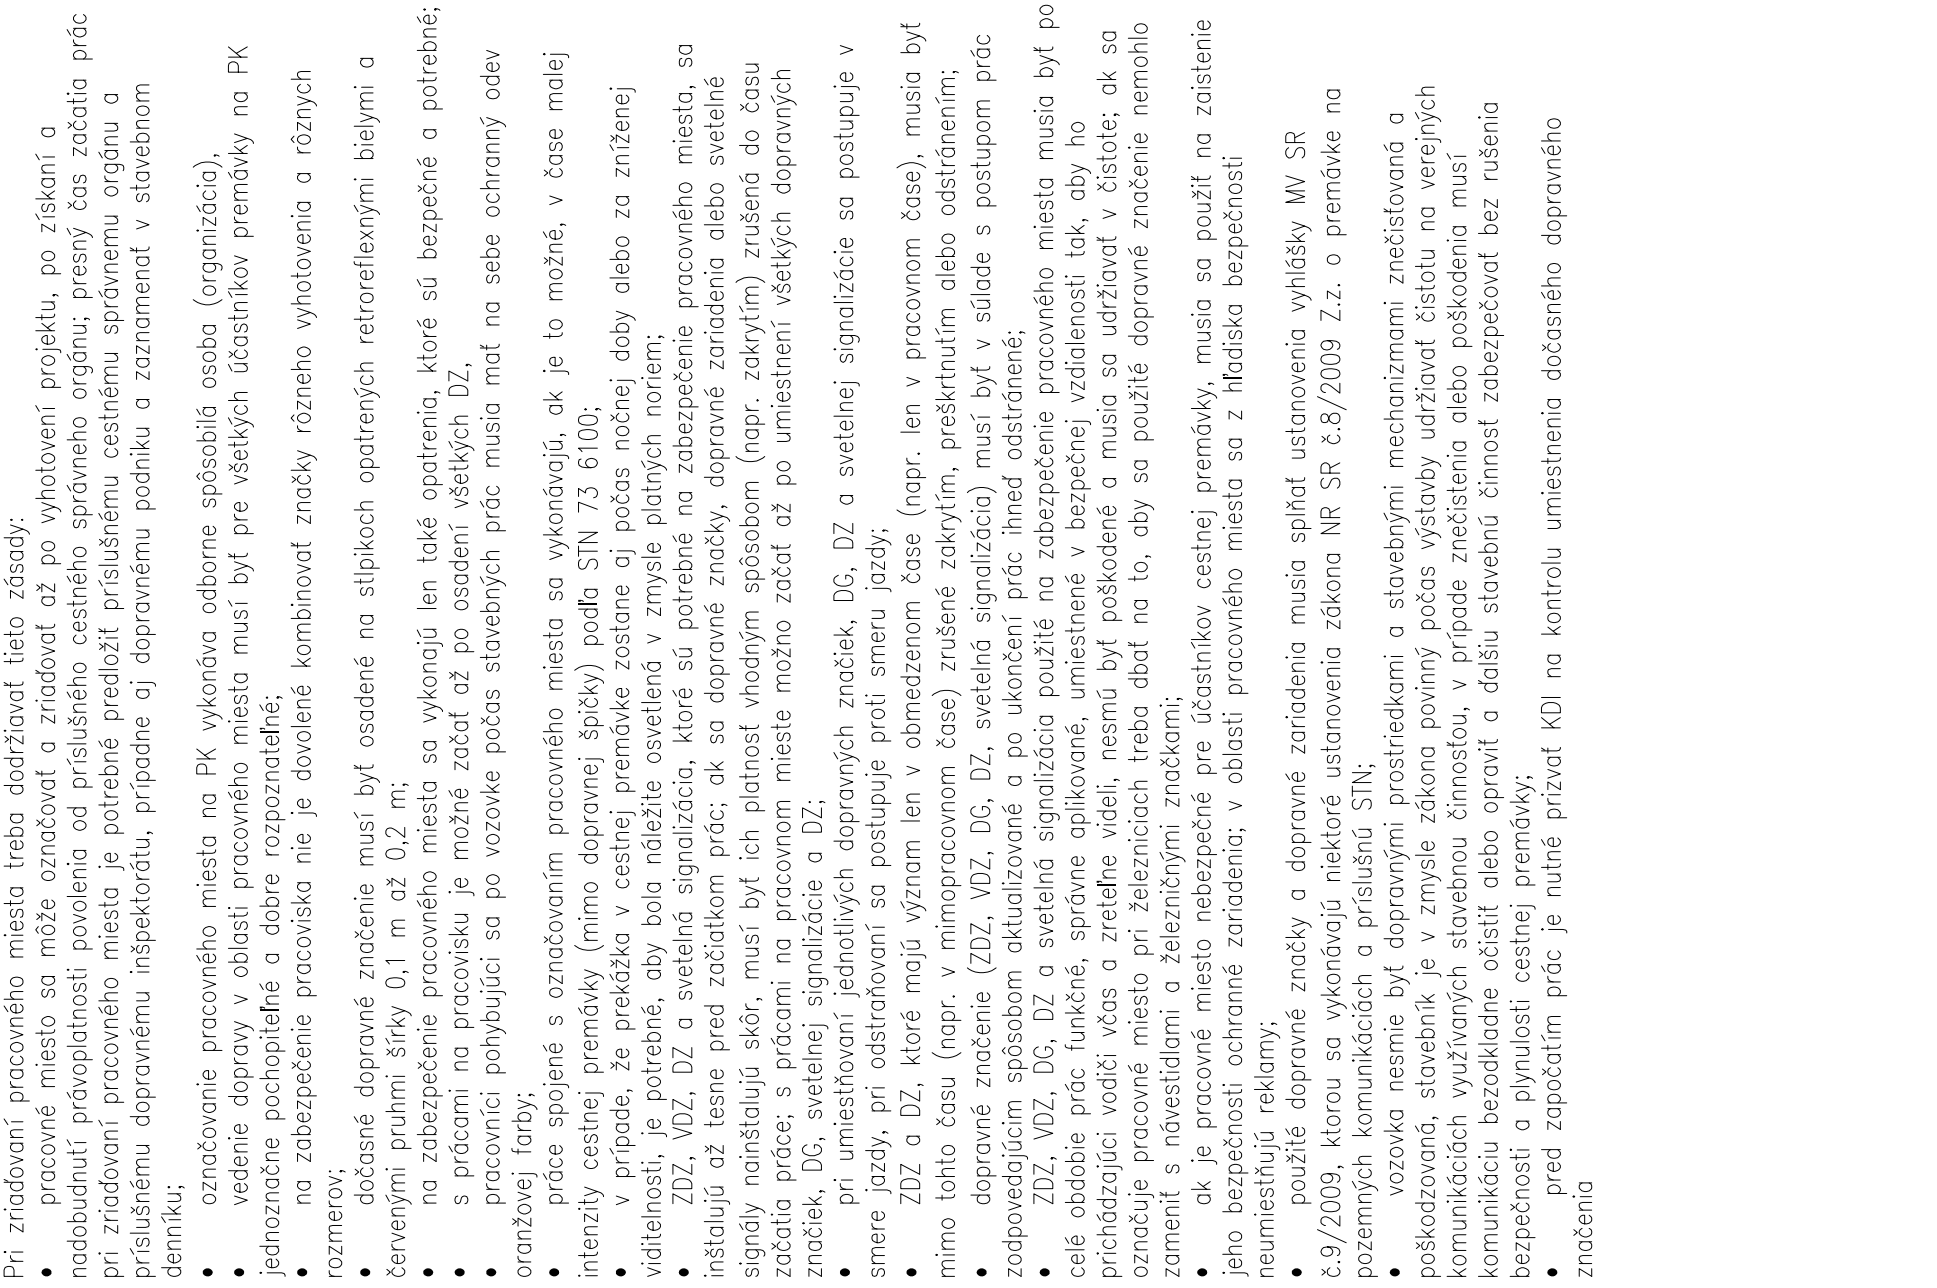 Pri zriaďovaní pracovného miesta treba dodržiavať tieto zásady:
• pracovné miesto sa môže označovať a zriaďovať až po vyhotovení projektu, po získaní a
nadobudnutí právoplatnosti povolenia od príslušného cestného správneho orgánu; presný čas začatia prác
pri zriaďovaní pracovného miesta je potrebné predložiť príslušnému cestnému správnemu orgánu a
príslušnému dopravnému inšpektorátu, prípadne aj dopravnému podniku a zaznamenať v stavebnom
denníku;
• označovanie pracovného miesta na PK vykonáva odborne spôsobilá osoba (organizácia),
• vedenie dopravy v oblasti pracovného miesta musí byť pre všetkých účastníkov premávky na PK
jednoznačne pochopiteľné a dobre rozpoznateľné;
• na zabezpečenie pracoviska nie je dovolené kombinovať značky rôzneho vyhotovenia a rôznych
rozmerov;
• dočasné dopravné značenie musí byť osadené na stĺpikoch opatrených retroreflexnými bielymi a
červenými pruhmi šírky 0,1 m až 0,2 m;
• na zabezpečenie pracovného miesta sa vykonajú len také opatrenia, ktoré sú bezpečné a potrebné;
• s prácami na pracovisku je možné začať až po osadení všetkých DZ,
• pracovníci pohybujúci sa po vozovke počas stavebných prác musia mať na sebe ochranný odev
oranžovej farby;
• práce spojené s označovaním pracovného miesta sa vykonávajú, ak je to možné, v čase malej
intenzity cestnej premávky (mimo dopravnej špičky) podľa STN 73 6100;
• v prípade, že prekážka v cestnej premávke zostane aj počas nočnej doby alebo za zníženej
viditelnosti, je potrebné, aby bola náležite osvetlená v zmysle platných noriem;
• ZDZ, VDZ, DZ a svetelná signalizácia, ktoré sú potrebné na zabezpečenie pracovného miesta, sa
inštalujú až tesne pred začiatkom prác; ak sa dopravné značky, dopravné zariadenia alebo svetelné
signály nainštalujú skôr, musí byť ich platnosť vhodným spôsobom (napr. zakrytím) zrušená do času
začatia práce; s prácami na pracovnom mieste možno začať až po umiestnení všetkých dopravných
značiek, DG, svetelnej signalizácie a DZ;
• pri umiestňovaní jednotlivých dopravných značiek, DG, DZ a svetelnej signalizácie sa postupuje v
smere jazdy, pri odstraňovaní sa postupuje proti smeru jazdy;
• ZDZ a DZ, ktoré majú význam len v obmedzenom čase (napr. len v pracovnom čase), musia byť
mimo tohto času (napr. v mimopracovnom čase) zrušené zakrytím, preškrtnutím alebo odstránením;
• dopravné značenie (ZDZ, VDZ, DG, DZ, svetelná signalizácia) musí byť v súlade s postupom prác
zodpovedajúcim spôsobom aktualizované a po ukončení prác ihneď odstránené;
• ZDZ, VDZ, DG, DZ a svetelná signalizácia použité na zabezpečenie pracovného miesta musia byť po
celé obdobie prác funkčné, správne aplikované, umiestnené v bezpečnej vzdialenosti tak, aby ho
prichádzajúci vodiči včas a zreteľne videli, nesmú byť poškodené a musia sa udržiavať v čistote; ak sa
označuje pracovné miesto pri železniciach treba dbať na to, aby sa použité dopravné značenie nemohlo
zameniť s návestidlami a železničnými značkami;
• ak je pracovné miesto nebezpečné pre účastníkov cestnej premávky, musia sa použiť na zaistenie
jeho bezpečnosti ochranné zariadenia; v oblasti pracovného miesta sa z hľadiska bezpečnosti
neumiestňujú reklamy;
• použité dopravné značky a dopravné zariadenia musia spĺňať ustanovenia vyhlášky MV SR
č.9/2009, ktorou sa vykonávajú niektoré ustanovenia zákona NR SR č.8/2009 Z.z. o premávke na
pozemných komunikáciách a príslušnú STN;
• vozovka nesmie byť dopravnými prostriedkami a stavebnými mechanizmami znečisťovaná a
poškodzovaná, stavebník je v zmysle zákona povinný počas výstavby udržiavať čistotu na verejných
komunikáciách využívaných stavebnou činnosťou, v prípade znečistenia alebo poškodenia musí
komunikáciu bezodkladne očistiť alebo opraviť a ďalšiu stavebnú činnosť zabezpečovať bez rušenia
bezpečnosti a plynulosti cestnej premávky;
• pred započatím prác je nutné prizvať KDI na kontrolu umiestnenia dočasného dopravného
značenia